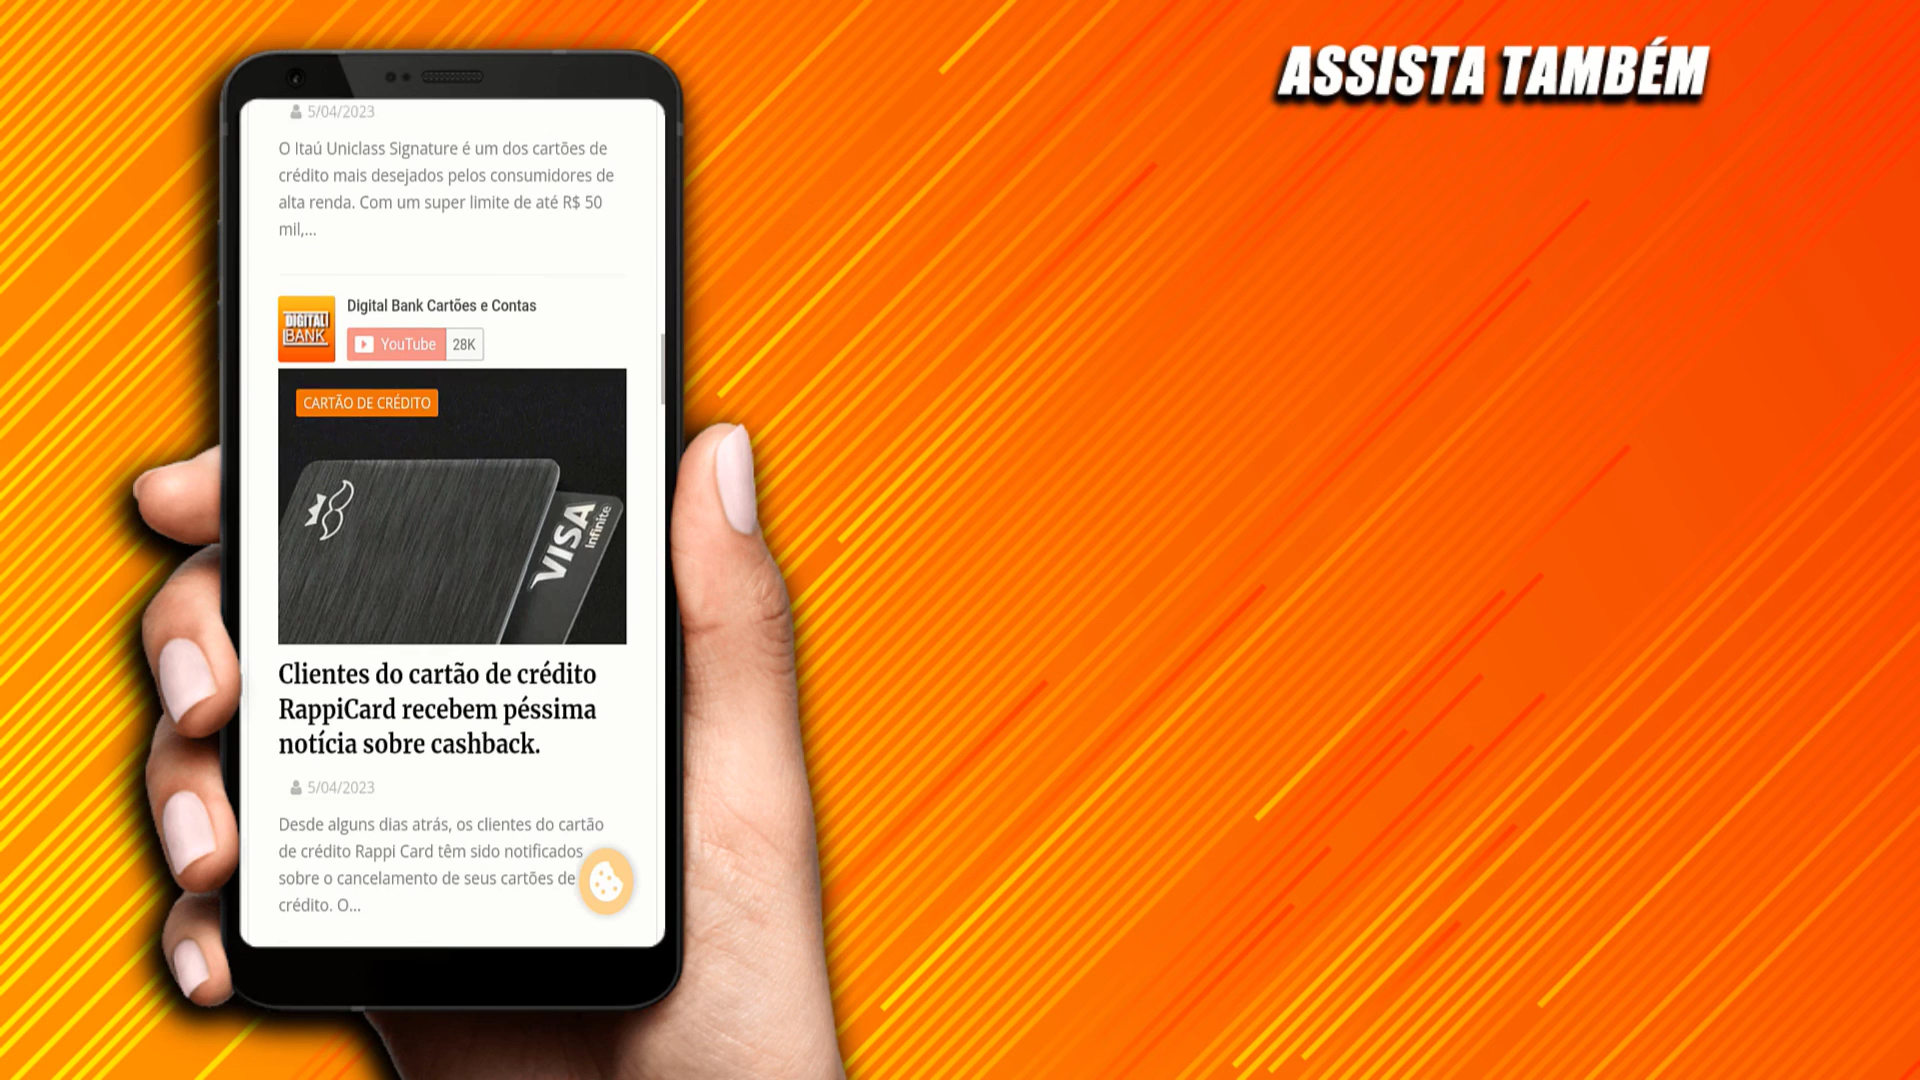 ASSISTA TAMBÉM
5/04/2023
O Itaú Uniclass Signature é um dos cartões de
crédito mais desejados pelos consumidores de
alta renda. Com um super limite de até R$ 50
mil,...
DIGITAL
BANK
Digital Bank Cartões e Contas
YouTube 28K
CARTÃO DE CRÉDITO
VISA
Infinite
Clientes do cartão de crédito
RappiCard recebem péssima
notícia sobre cashback.
5/04/2023
Desde alguns dias atrás, os clientes do cartão
de crédito Rappi Card têm sido notificados
sobre o cancelamento de seus cartões de
crédito. O...